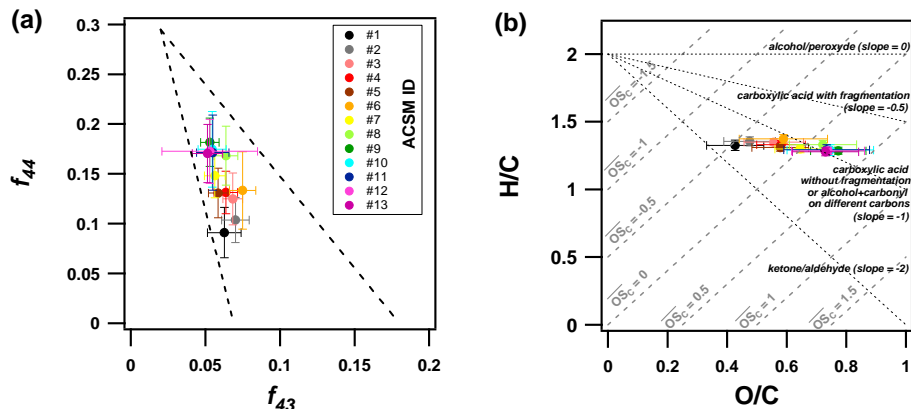 (a)
0.3
0.25
0.2
0.15
0.1
0.05
0
f44
0
0.05
0.1
0.15
0.2
f43
#1
#2
#3
#4
#5
#6
#7
#8
#9
#10
#11
#12
#13
ACSM ID
(b)
2
1.5
1
0.5
0
H/C
0
0.2
0.4
0.6
0.8
1
O/C
alcohol/peroxyde (slope = 0)
carboxylic acid with fragmentation
(slope = -0.5)
carboxylic acid
without fragmentation
or alcohol+carbonyl
on different carbons
(slope = -1)
ketone/aldehyde (slope = -2)
OSC = -1.5
OSC = -1
OSC = -0.5
OSC = 0
OSC = 0.5
OSC = 1
OSC = 1.5